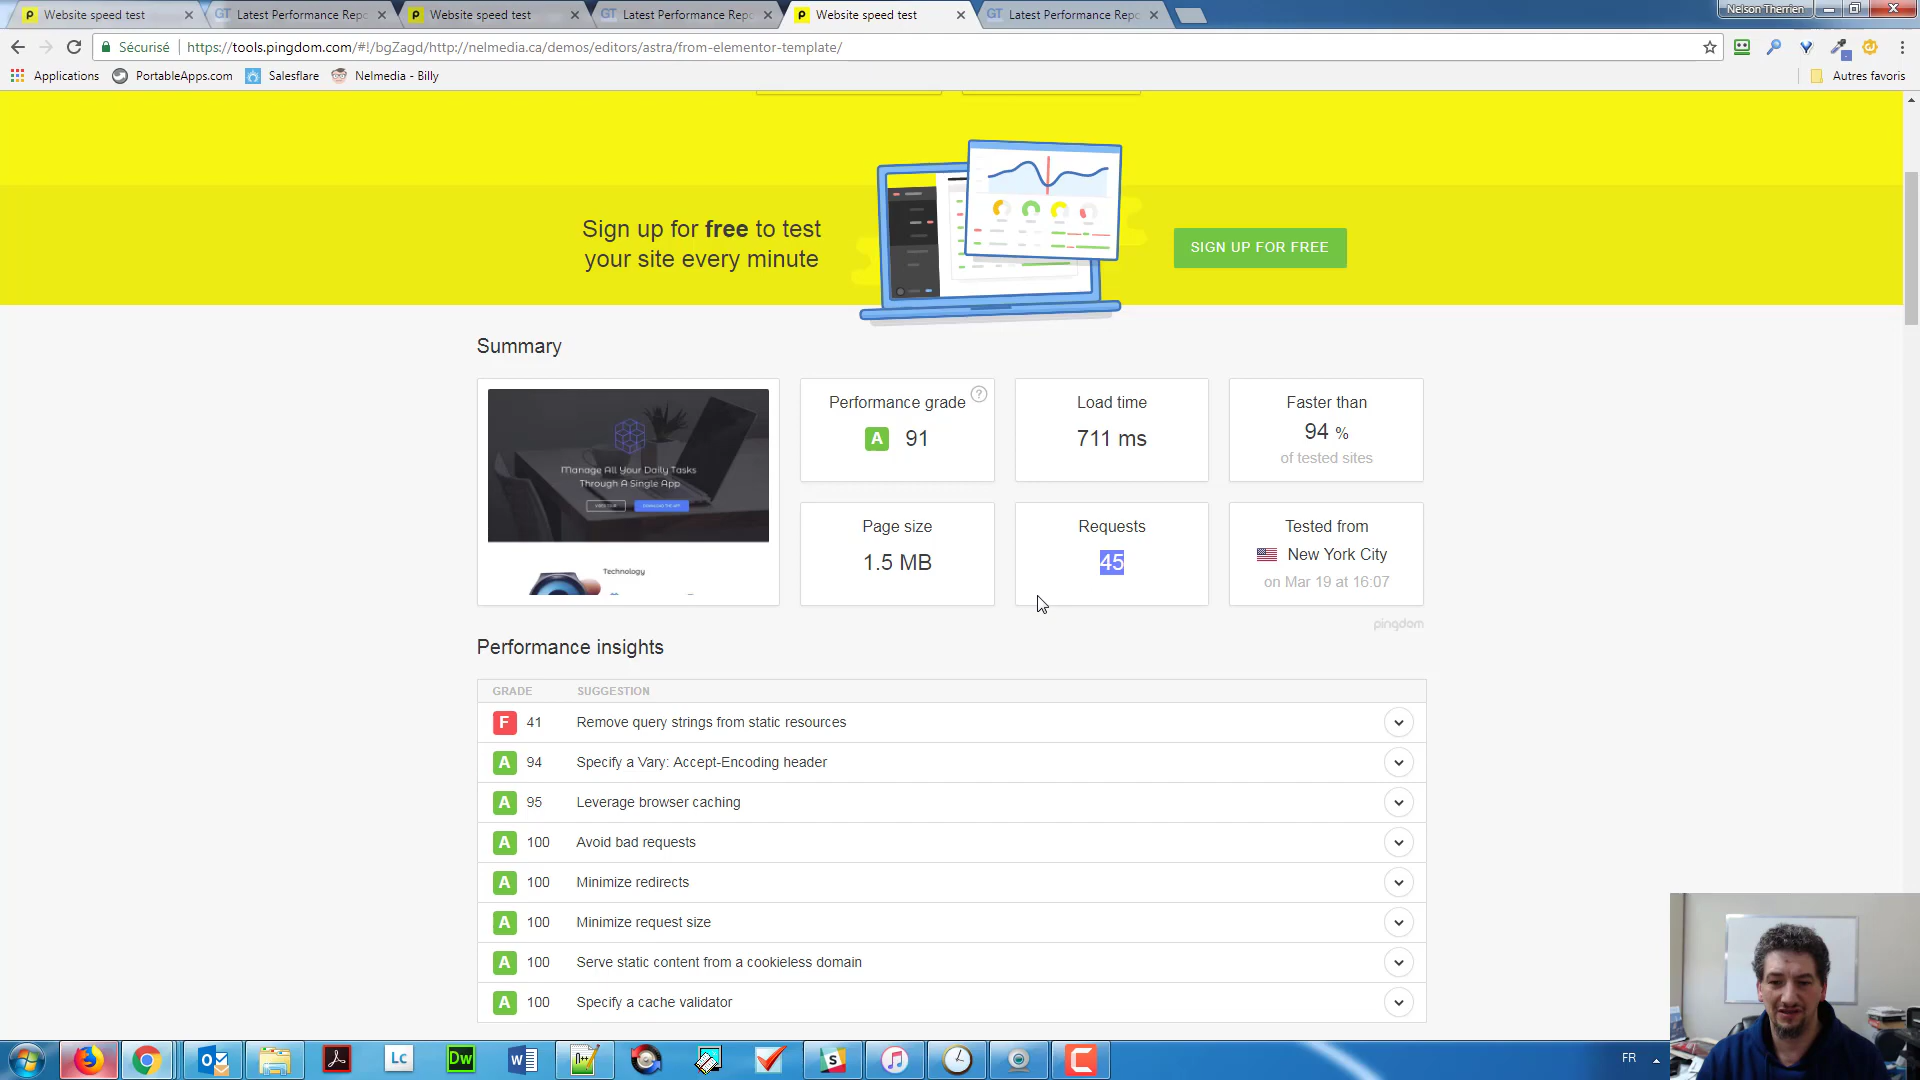 Website speed test
Latest Performance Repo
Website speed test
Latest Performance Repo
Website speed test
Latest Performance Repo
Nelson Therrien
Sécurisé
https://tools.pingdom.com/#!/bgZagd/http://nelmedia.ca/demos/editors/astra/from-elementor-template/
Applications
PortableApps.com
Salesflare
Nelmedia - Billy
Autres favoris
Sign up for free to test
your site every minute
SIGN UP FOR FREE
Summary
Manage All Your Daily Tasks
Through A Single App
DOWNLOAD THE APP
Technology
Performance grade ?
A 91
Load time
711 ms
Faster than
94 %
of tested sites
Page size
1.5 MB
Requests
45
Tested from
New York City
on Mar 19 at 16:07
pingdom
Performance insights
GRADE SUGGESTION
F 41 Remove query strings from static resources
A 94 Specify a Vary: Accept-Encoding header
A 95 Leverage browser caching
A 100 Avoid bad requests
A 100 Minimize redirects
A 100 Minimize request size
A 100 Serve static content from a cookieless domain
A 100 Specify a cache validator
Lc
Dw
FR